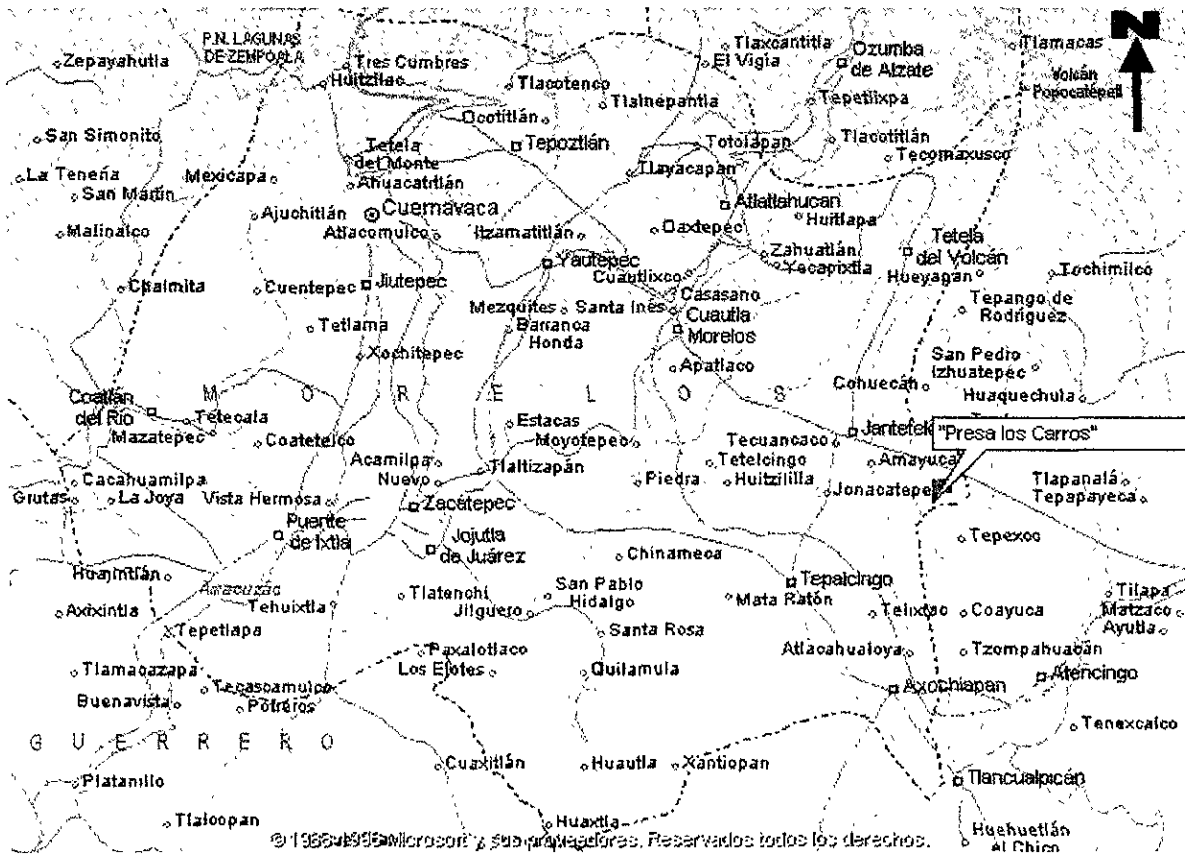 P.N. LAGUNAS
DE ZEMPOALA
Zepayahutla
Tres Cumbres
Huitzilac
Tlacotenco
Tlaxcantitla
El Vigía
Ozumba
de Alzate
Tlamacas
N
Volcán
Popocatépetl
Tlalnepantla
Tepetlixpa
Ocotitlán
San Simonito
Tetela
del Monte
Tepoztlán
Totolapan
Tlacotitlán
Tecomaxusco
La Tenería
Mexicapa
Ahuacatitlán
Tlayacapan
San Martín
Ajuchitlán
Cuernavaca
Atlatlahucan
Huitlapa
Malinalco
Atlacomulco
Itzamatitlán
Oaxtepec
Zahuatlán
Yecapixtla
Tetela
del Volcán
Yautepec
Cuautlixco
Hueyapan
Tochimilco
Chalmita
Cuentepec
Jiutepec
Casasano
Mezquites
Santa Inés
Cuautla
Morelos
Tepango de
Rodríguez
Tetlama
Barranca
Honda
Xochitepec
Apatlaco
San Pedro
Izhuatepec
Cohuecán
Huaquechula
Coatlán
del Río
M O R E L O S
Tetecala
Mazatepec
Coatetelco
Estacas
Moyotepec
Tecuancaco
"Presa los Carros"
Acamilpa
Nuevo
Tlaltizapán
Tetelcingo
Amayuca
Cacahuamilpa
Grutas
La Joya
Vista Hermosa
Zacatepec
Piedra
Huitzililla
Tlapanalá
Tepapayeca
Puente
de Ixtla
Jojutla
de Juárez
Chinameca
Tepexco
Huajintlán
Amacuzac
Tehuixtla
Tlatenchi
Jilguero
San Pablo
Hidalgo
Tepalcingo
Mata Ratón
Telixtac
Coayuca
Tilapa
Matzaco
Ayutla
Axixintla
Tepetlapa
Santa Rosa
Paxalotlaco
Los Elotes
Quilamula
Atlacahualoya
Tzompahuacán
Tlamacazapa
Axochiapan
Atencingo
Buenavista
Tecascamulco
Potreros
Tenexcalco
G U E R R E R O
Cuaxitlán
Huautla
Xantiopan
Platanillo
Tlancualpicán
Tlalcopan
Huaxtla
Huehuetlán
el Chico
Microsoft y sus proveedores. Reservados todos los derechos.